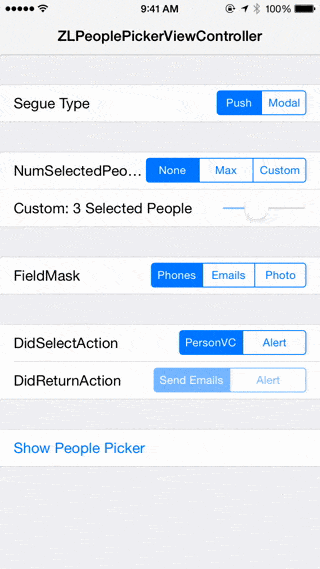 9:41 AM 100%
ZLPeoplePickerViewController
Segue Type Push Modal
NumSelectedPeo... None Max Custom
Custom: 3 Selected People
FieldMask Phones Emails Photo
DidSelectAction PersonVC Alert
DidReturnAction Send Emails Alert
Show People Picker